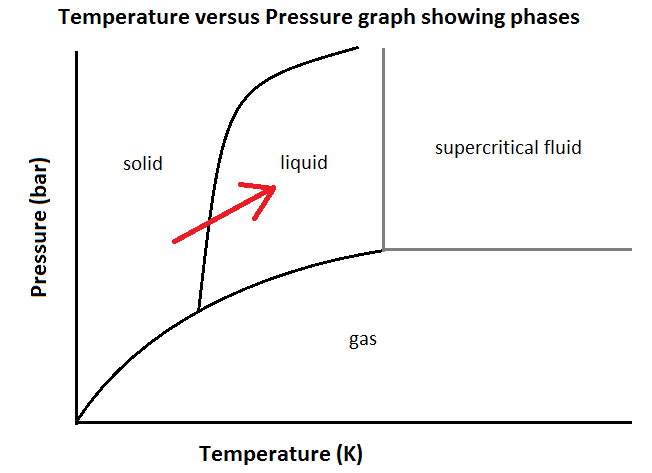 Temperature versus Pressure graph showing phases
solid
liquid
supercritical fluid
Pressure (bar)
gas
Temperature (K)